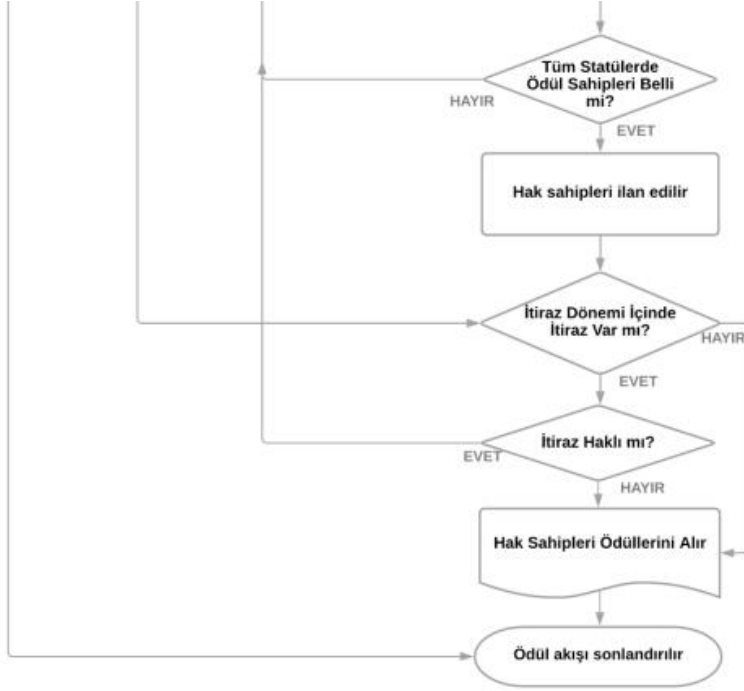 Tüm Statülerde
Ödül Sahipleri Belli
mi?
HAYIR
EVET
Hak sahipleri ilan edilir
İtiraz Dönemi İçinde
İtiraz Var mı?
HAYIR
EVET
İtiraz Haklı mı?
EVET
HAYIR
Hak Sahipleri Ödüllerini Alır
Ödül akışı sonlandırılır